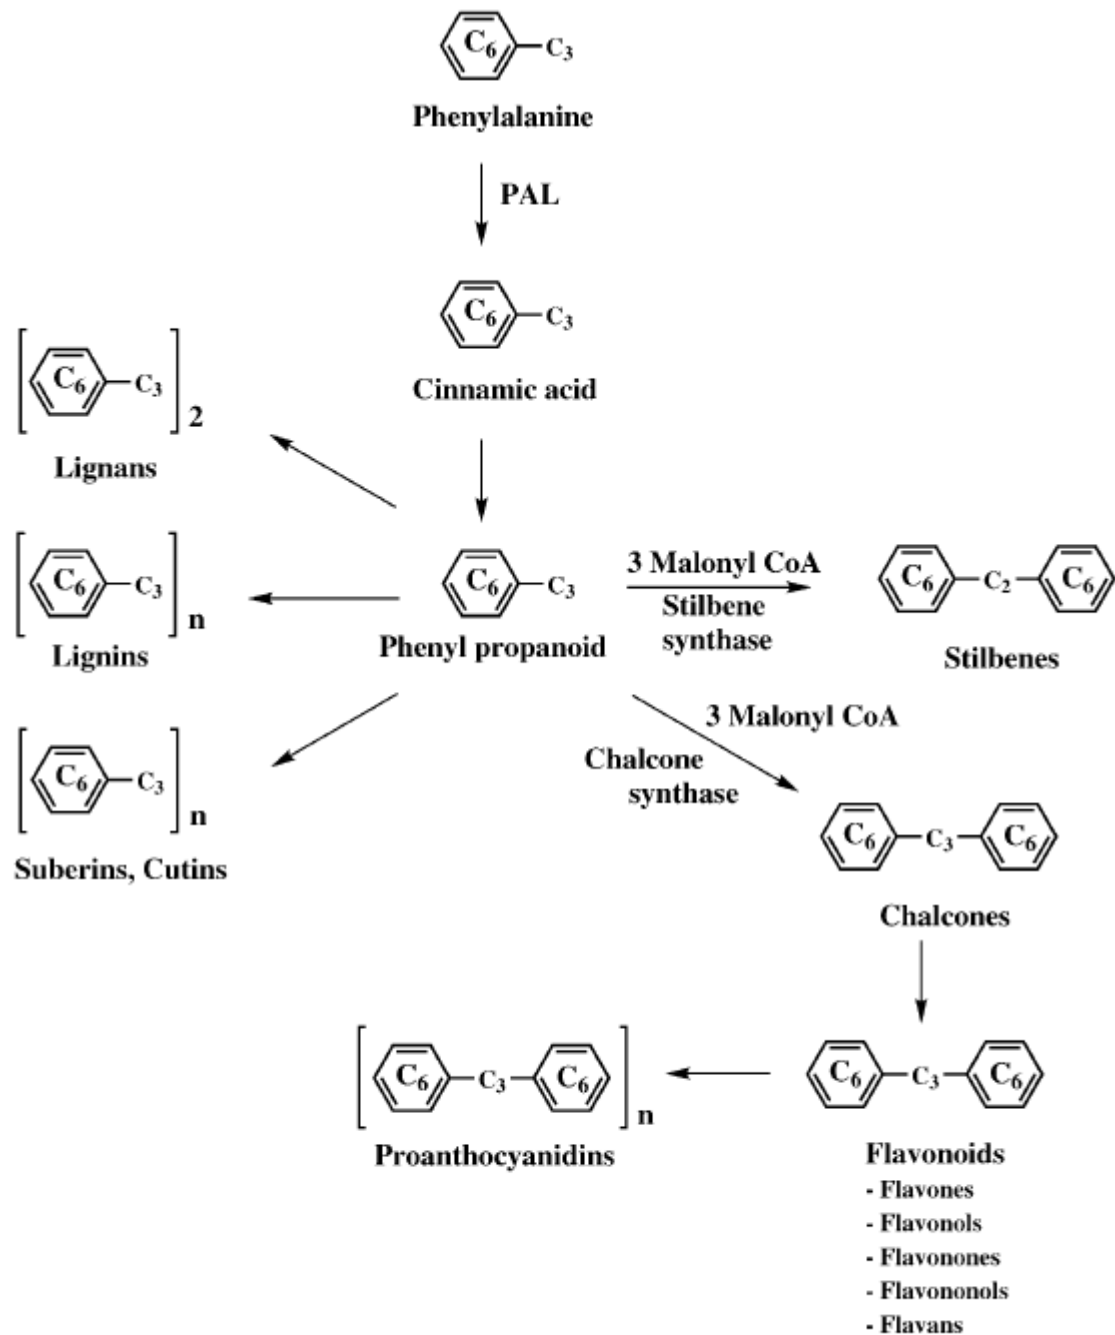 C6 C3
Phenylalanine
PAL
C6 C3
Cinnamic acid
C6 C3 2
Lignans
C6 C3 n
Lignins
C6 C3
Phenyl propanoid
3 Malonyl CoA
Stilbene
synthase
C6 C2 C6
Stilbenes
C6 C3 n
Suberins, Cutins
3 Malonyl CoA
Chalcone
synthase
C6 C3 C6
Chalcones
C6 C3 C6 n
Proanthocyanidins
C6 C3 C6
Flavonoids
- Flavones
- Flavonols
- Flavonones
- Flavononols
- Flavans